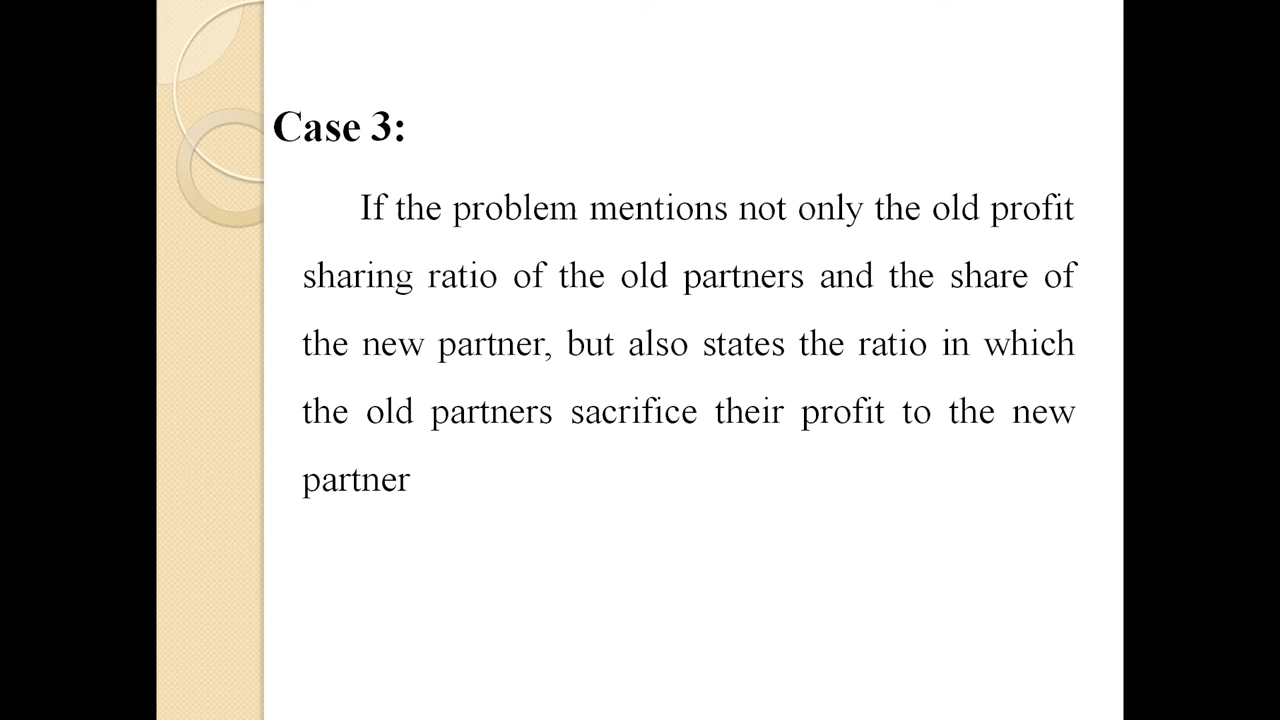 Case 3:
If the problem mentions not only the old profit
sharing ratio of the old partners and the share of
the new partner, but also states the ratio in which
the old partners sacrifice their profit to the new
partner